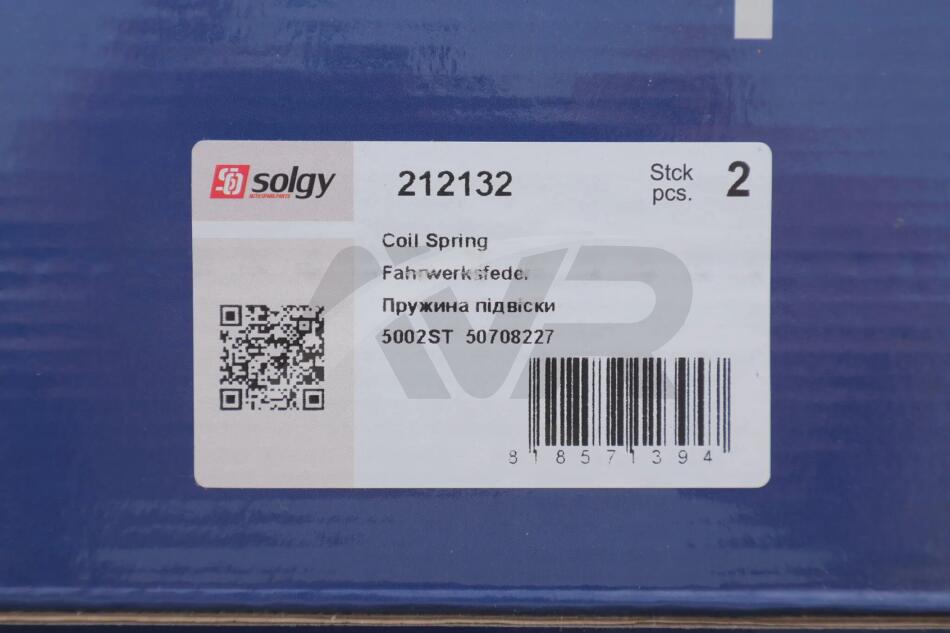 solgy
212132
Stck
pcs.
2
Coil Spring
Fahrwerksfeder
Пружина підвіски
5002ST 50708227
8 1 8 5 7 1 3 9 4